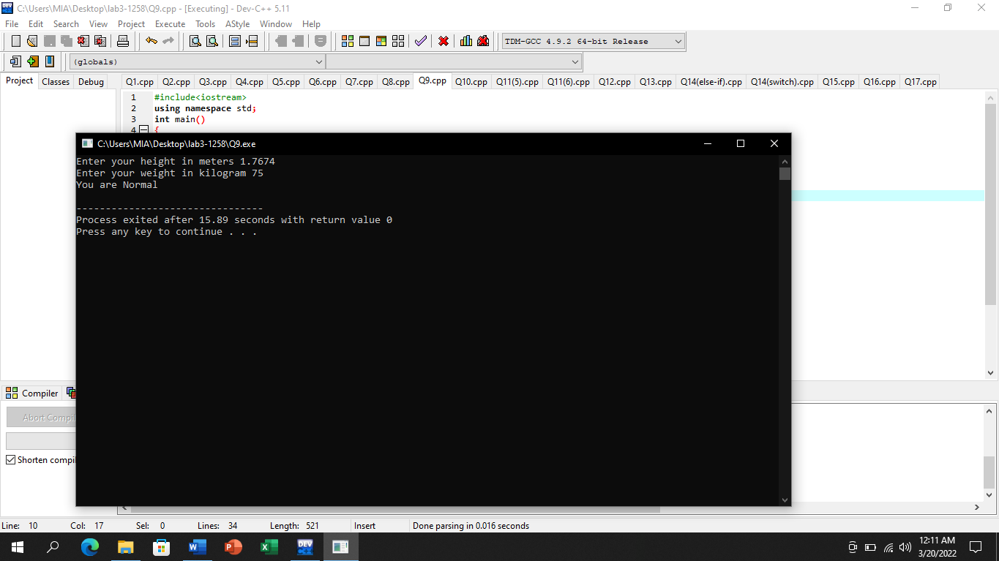 C:\Users\MIA\Desktop\lab3-1258\Q9.cpp - [Executing] - Dev-C++ 5.11
File Edit Search View Project Execute Tools AStyle Window Help
TDM-GCC 4.9.2 64-bit Release
(globals)
Project Classes Debug
Q1.cpp Q2.cpp Q3.cpp Q4.cpp Q5.cpp Q6.cpp Q7.cpp Q8.cpp Q9.cpp Q10.cpp Q11(5).cpp Q11(6).cpp Q12.cpp Q13.cpp Q14(else-if).cpp Q14(switch).cpp Q15.cpp Q16.cpp Q17.cpp
1 #include<iostream>
2 using namespace std;
3 int main()
4 {
C:\Users\MIA\Desktop\lab3-1258\Q9.exe
Enter your height in meters 1.7674
Enter your weight in kilogram 75
You are Normal
--------------------------------
Process exited after 15.89 seconds with return value 0
Press any key to continue . . .
Compiler
Abort Compil
Shorten compil
Line: 10 Col: 17 Sel: 0 Lines: 34 Length: 521 Insert Done parsing in 0.016 seconds
12:11 AM
3/20/2022